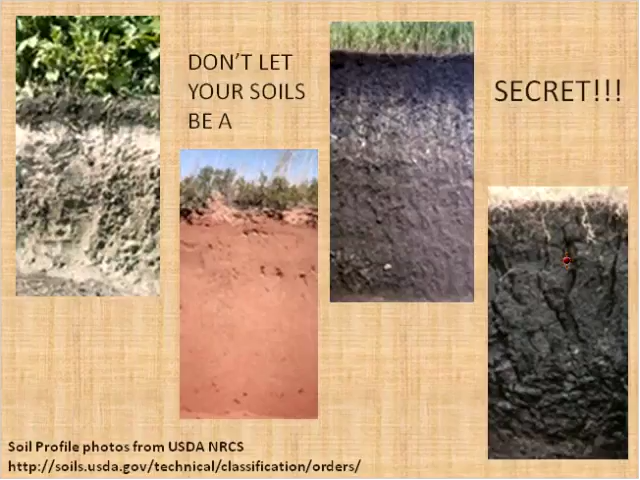 DON'T LET
YOUR SOILS
BE A
SECRET!!!
Soil Profile photos from USDA NRCS
http://soils.usda.gov/technical/classification/orders/